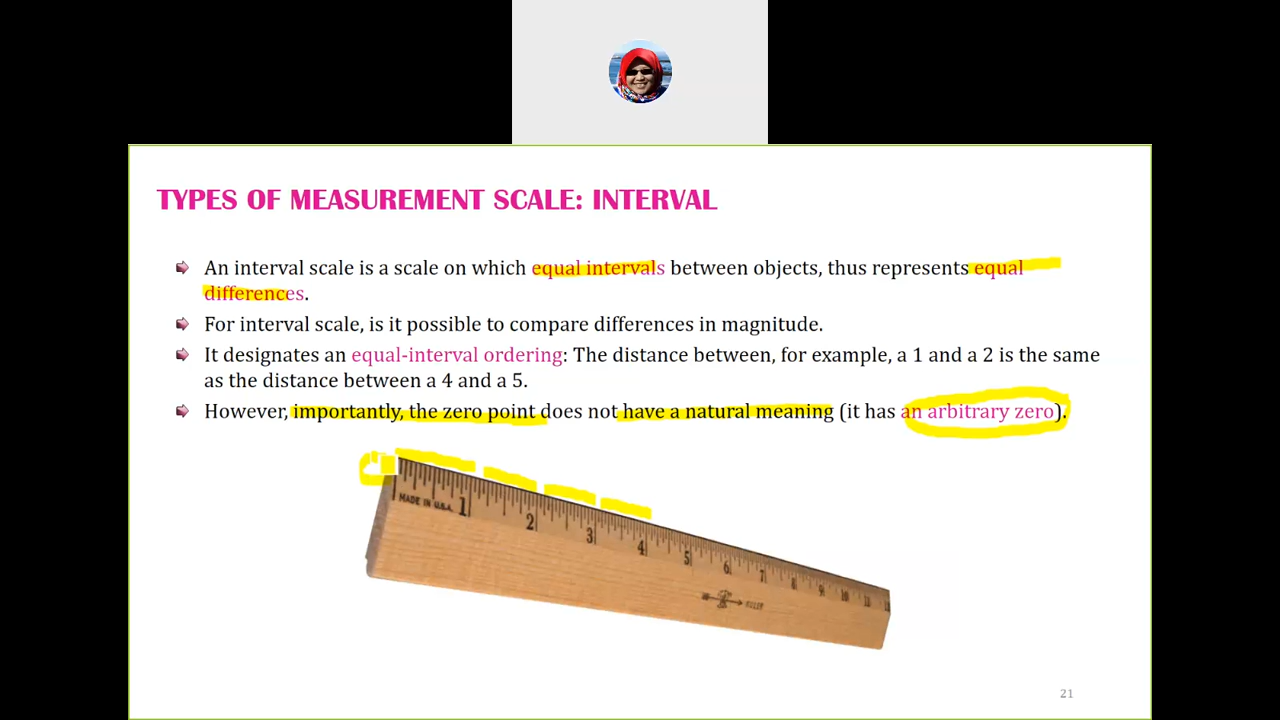 TYPES OF MEASUREMENT SCALE: INTERVAL
An interval scale is a scale on which equal intervals between objects, thus represents equal
differences.
For interval scale, is it possible to compare differences in magnitude.
It designates an equal-interval ordering: The distance between, for example, a 1 and a 2 is the same
as the distance between a 4 and a 5.
However, importantly, the zero point does not have a natural meaning (it has an arbitrary zero).
MADE IN U.S.A. 1 2 3 4 5 6 7 8 9 10 11
RULER
21